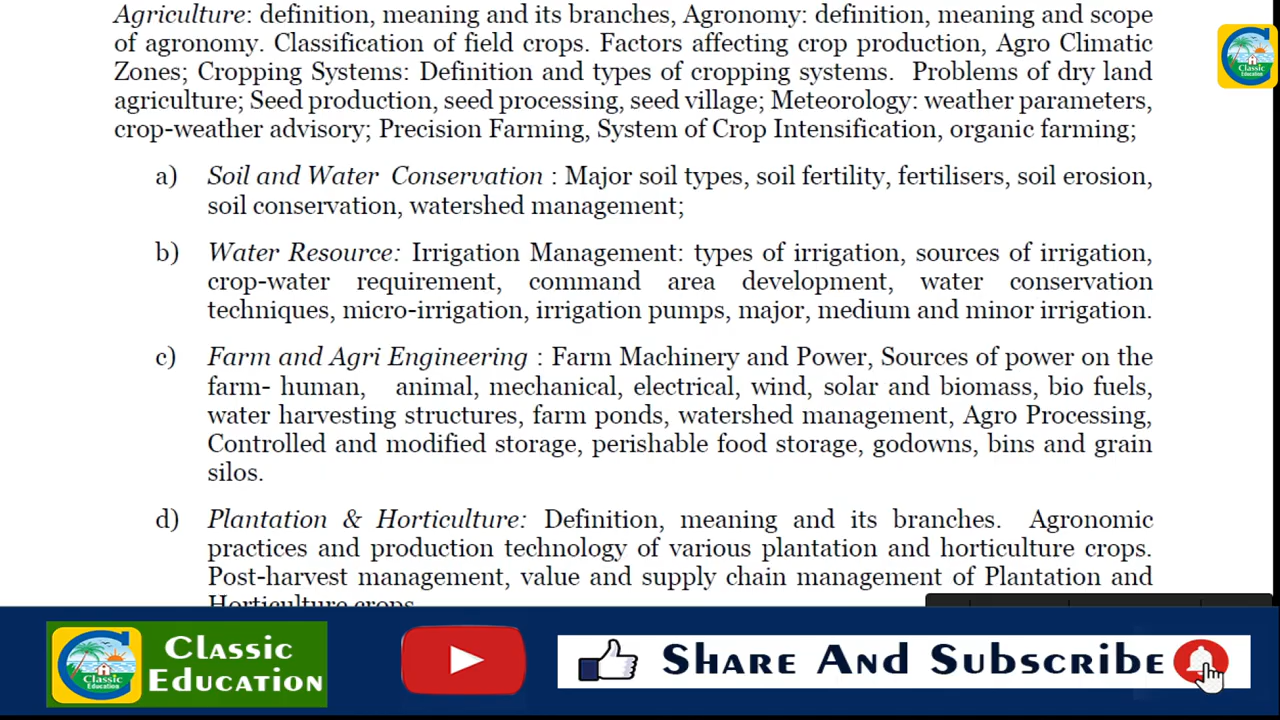 Agriculture: definition, meaning and its branches, Agronomy: definition, meaning and scope
of agronomy. Classification of field crops. Factors affecting crop production, Agro Climatic
Zones; Cropping Systems: Definition and types of cropping systems. Problems of dry land
agriculture; Seed production, seed processing, seed village; Meteorology: weather parameters,
crop-weather advisory; Precision Farming, System of Crop Intensification, organic farming;
a) Soil and Water Conservation : Major soil types, soil fertility, fertilisers, soil erosion,
soil conservation, watershed management;
b) Water Resource: Irrigation Management: types of irrigation, sources of irrigation,
crop-water requirement, command area development, water conservation
techniques, micro-irrigation, irrigation pumps, major, medium and minor irrigation.
c) Farm and Agri Engineering : Farm Machinery and Power, Sources of power on the
farm- human, animal, mechanical, electrical, wind, solar and biomass, bio fuels,
water harvesting structures, farm ponds, watershed management, Agro Processing,
Controlled and modified storage, perishable food storage, godowns, bins and grain
silos.
d) Plantation & Horticulture: Definition, meaning and its branches. Agronomic
practices and production technology of various plantation and horticulture crops.
Post-harvest management, value and supply chain management of Plantation and
Horticulture crops.
Classic
Education
Classic
Education
Classic
Education
Share And Subscribe